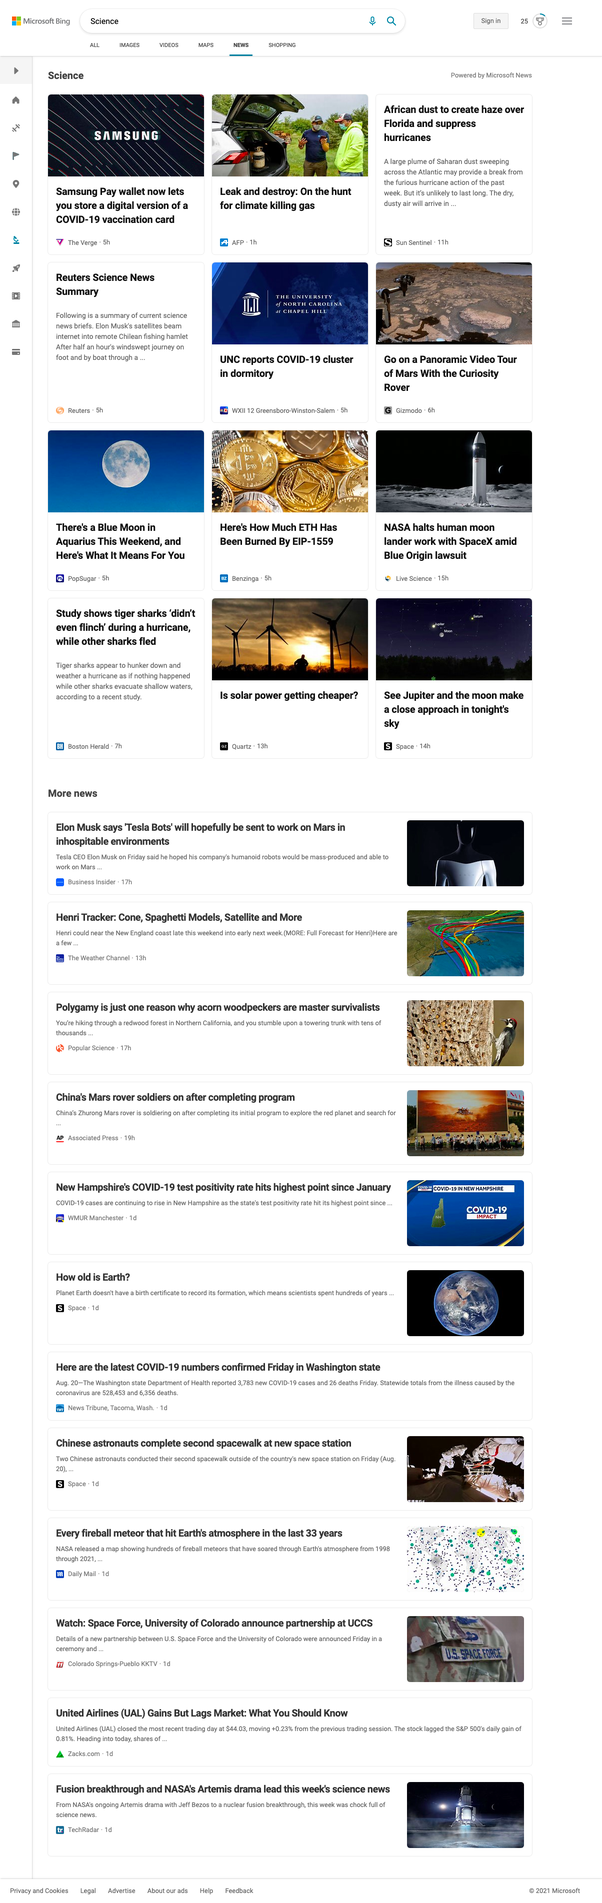 Microsoft Bing
Science
Sign in
25
ALL
IMAGES
VIDEOS
MAPS
NEWS
SHOPPING
Science
Powered by Microsoft News
SAMSUNG
Samsung Pay wallet now lets
you store a digital version of a
COVID-19 vaccination card
The Verge · 5h
Leak and destroy: On the hunt
for climate killing gas
AFP · 1h
African dust to create haze over
Florida and suppress
hurricanes
A large plume of Saharan dust sweeping
across the Atlantic may provide a break from
the furious hurricane action of the past
week. But it's unlikely to last long. The dry,
dusty air will arrive in ...
Sun Sentinel · 11h
Reuters Science News
Summary
Following is a summary of current science
news briefs. Elon Musk's satellites beam
internet into remote Chilean fishing hamlet
After half an hour's windswept journey on
foot and by boat through a ...
Reuters · 5h
THE UNIVERSITY
of NORTH CAROLINA
at CHAPEL HILL
UNC reports COVID-19 cluster
in dormitory
WXII 12 Greensboro-Winston-Salem · 5h
Go on a Panoramic Video Tour
of Mars With the Curiosity
Rover
Gizmodo · 6h
There's a Blue Moon in
Aquarius This Weekend, and
Here's What It Means For You
PopSugar · 5h
Here's How Much ETH Has
Been Burned By EIP-1559
Benzinga · 5h
NASA halts human moon
lander work with SpaceX amid
Blue Origin lawsuit
Live Science · 15h
Study shows tiger sharks 'didn't
even flinch' during a hurricane,
while other sharks fled
Tiger sharks appear to hunker down and
weather a hurricane as if nothing happened
while other sharks evacuate shallow waters,
according to a recent study.
Boston Herald · 7h
Is solar power getting cheaper?
Quartz · 13h
Jupiter
Saturn
Moon
See Jupiter and the moon make
a close approach in tonight's
sky
Space · 14h
More news
Elon Musk says 'Tesla Bots' will hopefully be sent to work on Mars in
inhospitable environments
Tesla CEO Elon Musk on Friday said he hoped his company's humanoid robots would be mass-produced and able to
work on Mars ...
Business Insider · 17h
Henri Tracker: Cone, Spaghetti Models, Satellite and More
Henri could near the New England coast late this weekend into early next week.(MORE: Full Forecast for Henri)Here are
a few ...
The Weather Channel · 13h
Polygamy is just one reason why acorn woodpeckers are master survivalists
You're hiking through a redwood forest in Northern California, and you stumble upon a towering trunk with tens of
thousands ...
Popular Science · 17h
China's Mars rover soldiers on after completing program
China's Zhurong Mars rover is soldiering on after completing its initial program to explore the red planet and search for
...
AP
Associated Press · 19h
New Hampshire's COVID-19 test positivity rate hits highest point since January
COVID-19 cases are continuing to rise in New Hampshire as the state's test positivity rate hit its highest point since ...
WMUR Manchester · 1d
COVID-19 IN NEW HAMPSHIRE
COVID-19
IMPACT
How old is Earth?
Planet Earth doesn't have a birth certificate to record its formation, which means scientists spent hundreds of years ...
Space · 1d
Here are the latest COVID-19 numbers confirmed Friday in Washington state
Aug. 20—The Washington state Department of Health reported 3,783 new COVID-19 cases and 26 deaths Friday. Statewide totals from the illness caused by the
coronavirus are 528,453 and 6,356 deaths.
News Tribune, Tacoma, Wash. · 1d
Chinese astronauts complete second spacewalk at new space station
Two Chinese astronauts conducted their second spacewalk outside of the country's new space station on Friday (Aug.
20), ...
Space · 1d
Every fireball meteor that hit Earth's atmosphere in the last 33 years
NASA released a map showing hundreds of fireball meteors that have soared through Earth's atmosphere from 1998
through 2021, ...
Daily Mail · 1d
Watch: Space Force, University of Colorado announce partnership at UCCS
Details of a new partnership between U.S. Space Force and the University of Colorado were announced Friday in a
ceremony and ...
Colorado Springs-Pueblo KKTV · 1d
U.S. SPACE FORCE
United Airlines (UAL) Gains But Lags Market: What You Should Know
United Airlines (UAL) closed the most recent trading day at $44.03, moving +0.23% from the previous trading session. The stock lagged the S&P 500's daily gain of
0.81%. Heading into today, shares of ...
Zacks.com · 1d
Fusion breakthrough and NASA's Artemis drama lead this week's science news
From NASA's ongoing Artemis drama with Jeff Bezos to a nuclear fusion breakthrough, this week was chock full of
science news.
tr
TechRadar · 1d
Privacy and Cookies
Legal
Advertise
About our ads
Help
Feedback
© 2021 Microsoft